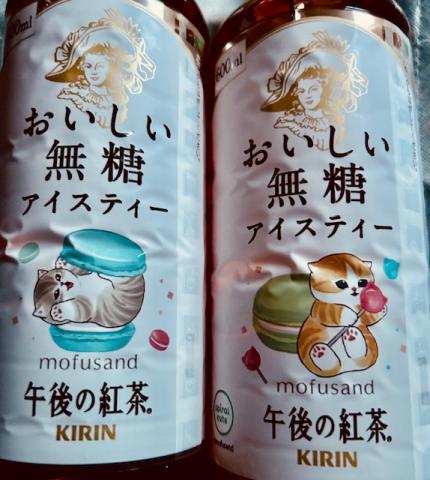 おいしい
無糖
アイスティー
mofusand
午後の紅茶®
KIRIN
600ml
おいしい
無糖
アイスティー
mofusand
午後の紅茶®
KIRIN